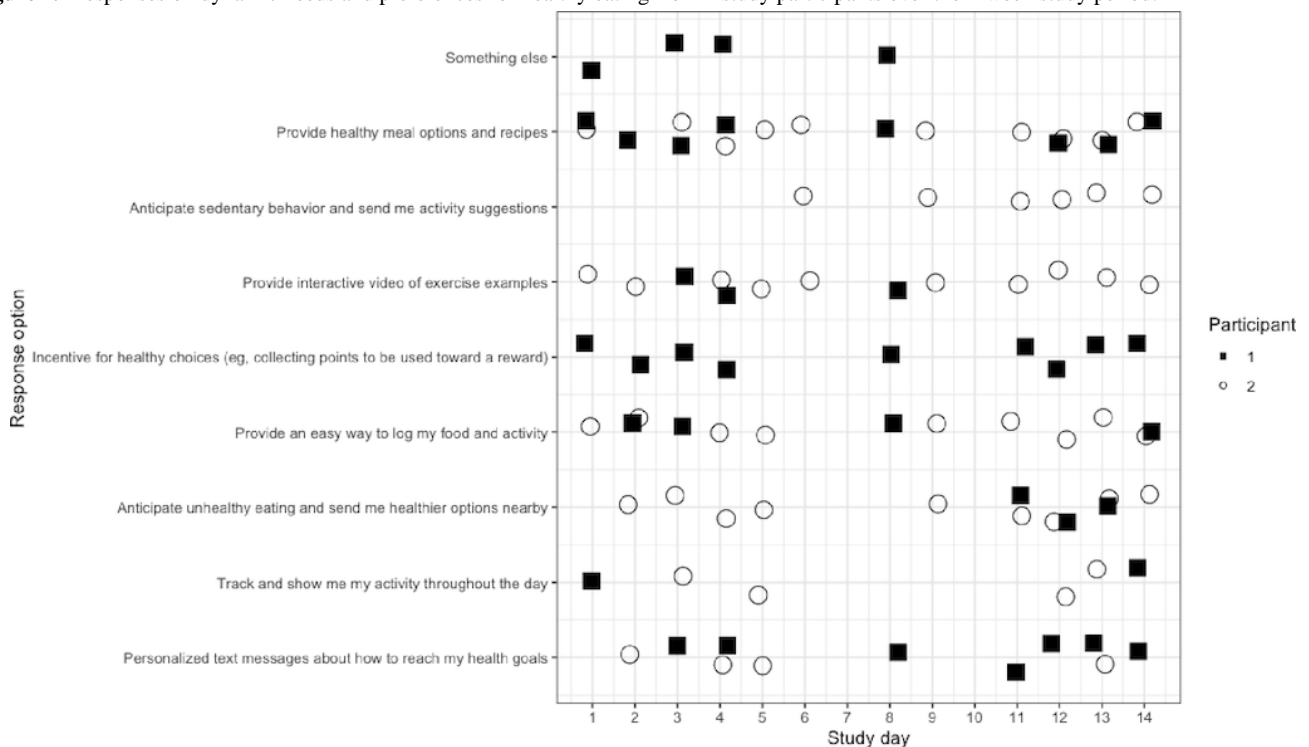 Something else
Provide healthy meal options and recipes
Anticipate sedentary behavior and send me activity suggestions
Provide interactive video of exercise examples
Incentive for healthy choices (eg, collecting points to be used toward a reward)
Provide an easy way to log my food and activity
Anticipate unhealthy eating and send me healthier options nearby
Track and show me my activity throughout the day
Personalized text messages about how to reach my health goals
Response option
1 2 3 4 5 6 7 8 9 10 11 12 13 14
Study day
Participant
1
2